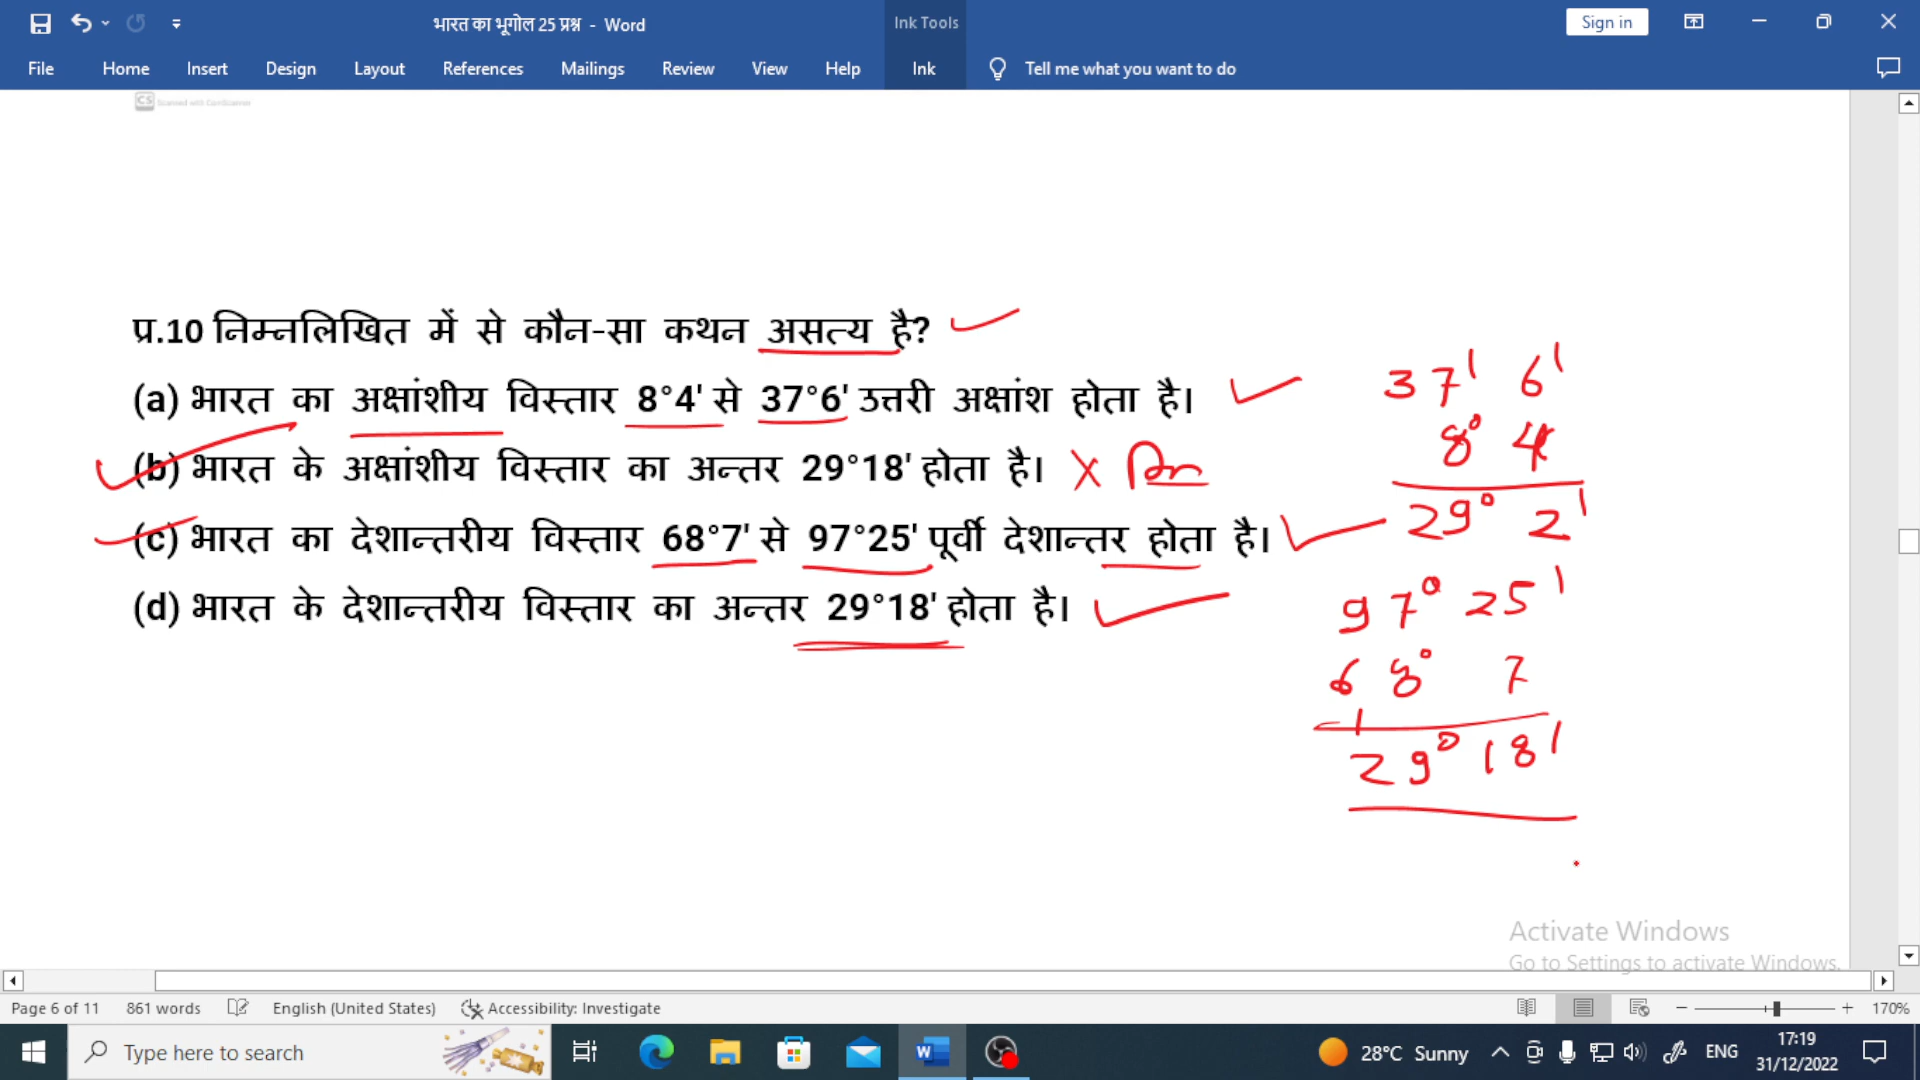 भारत का भूगोल 25 प्रश्न - Word
Ink Tools
Sign in
File Home Insert Design Layout References Mailings Review View Help Ink Tell me what you want to do
CS Scanned with CamScanner
प्र.10 निम्नलिखित में से कौन-सा कथन असत्य है?
(a) भारत का अक्षांशीय विस्तार 8°4' से 37°6' उत्तरी अक्षांश होता है।
(b) भारत के अक्षांशीय विस्तार का अन्तर 29°18' होता है। X
(c) भारत का देशान्तरीय विस्तार 68°7' से 97°25' पूर्वी देशान्तर होता है।
(d) भारत के देशान्तरीय विस्तार का अन्तर 29°18' होता है।
37' 6'
8° 4
29° 2'
97° 25'
68° 7
29° 18'
Activate Windows
Go to Settings to activate Windows.
Page 6 of 11 861 words English (United States) Accessibility: Investigate 170%
Type here to search
28°C Sunny ENG 17:19
31/12/2022